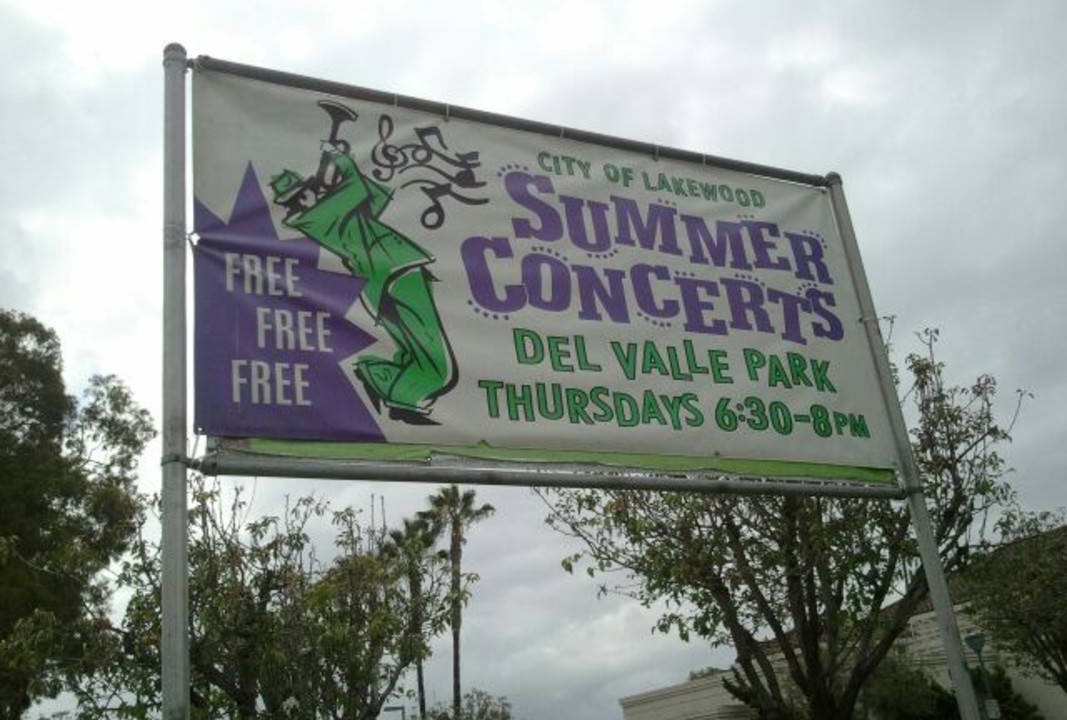 FREE
FREE
FREE
CITY OF LAKEWOOD
SUMMER
CONCERTS
DEL VALLE PARK
THURSDAYS 6:30-8PM